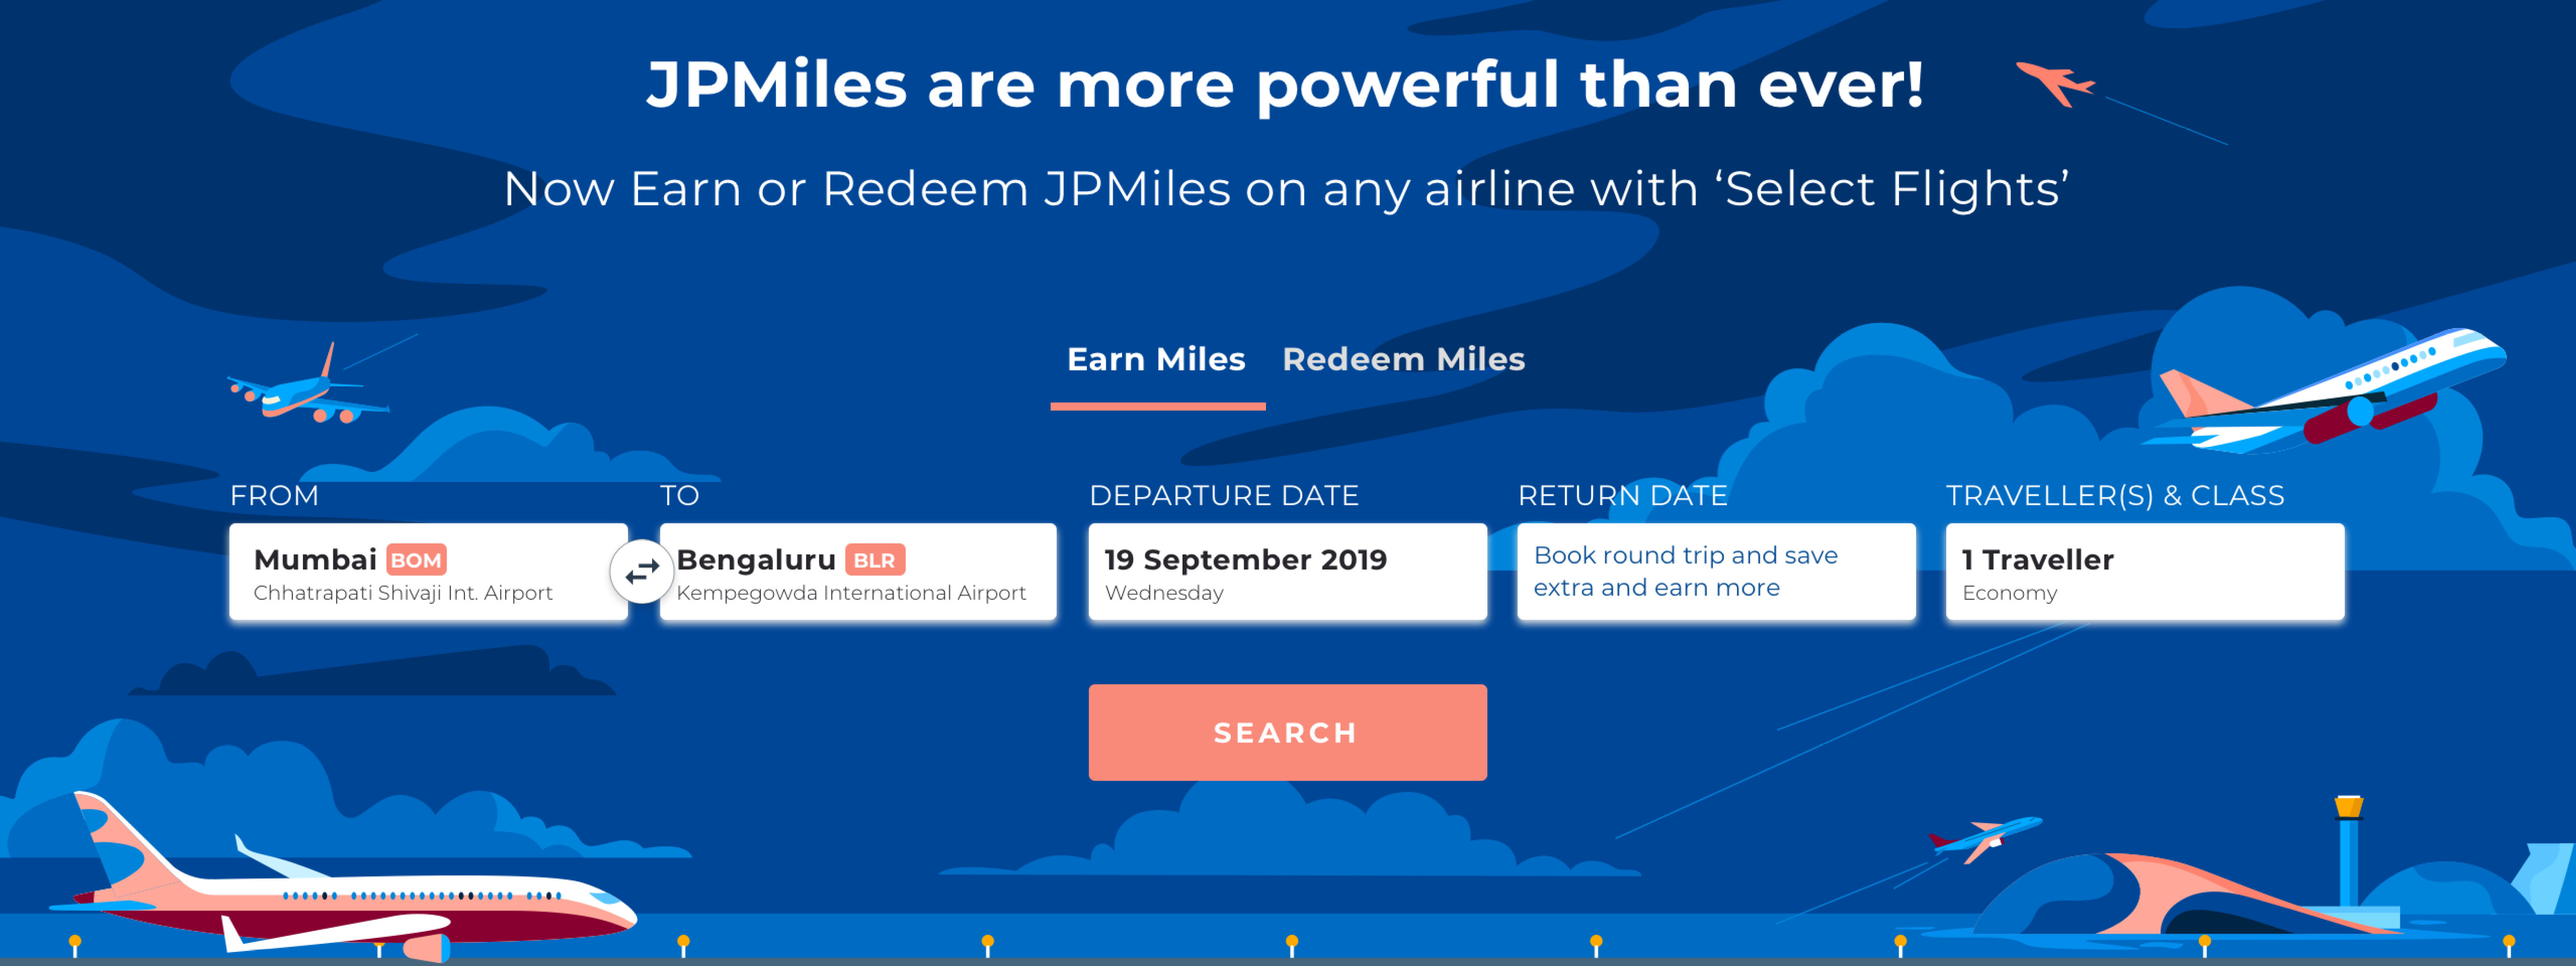 JPMiles are more powerful than ever!
Now Earn or Redeem JPMiles on any airline with ‘Select Flights’
Earn Miles
Redeem Miles
FROM
Mumbai BOM
Chhatrapati Shivaji Int. Airport
TO
Bengaluru BLR
Kempegowda International Airport
DEPARTURE DATE
19 September 2019
Wednesday
RETURN DATE
Book round trip and save
extra and earn more
TRAVELLER(S) & CLASS
1 Traveller
Economy
SEARCH